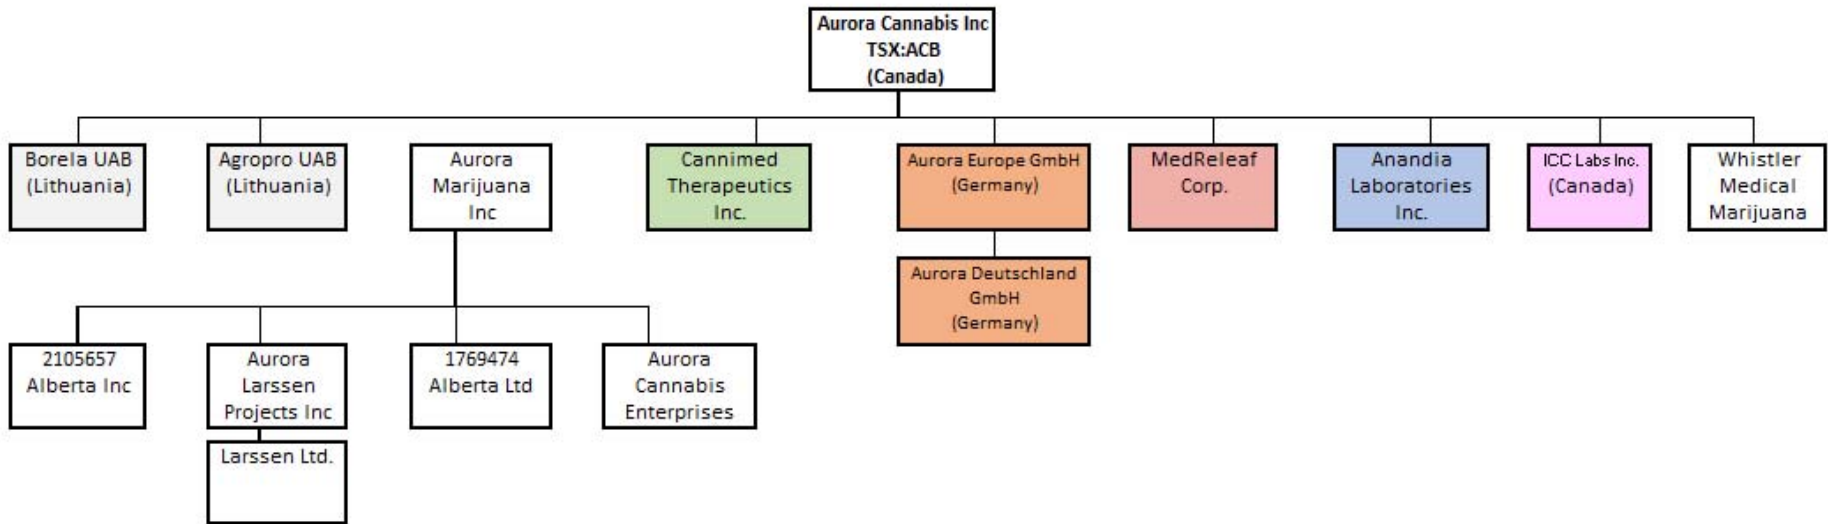 Aurora Cannabis Inc
TSX:ACB
(Canada)
Borela UAB
(Lithuania)
Agropro UAB
(Lithuania)
Aurora
Marijuana
Inc
Cannimed
Therapeutics
Inc.
Aurora Europe GmbH
(Germany)
MedReleaf
Corp.
Anandia
Laboratories
Inc.
ICC Labs Inc.
(Canada)
Whistler
Medical
Marijuana
Aurora Deutschland
GmbH
(Germany)
2105657
Alberta Inc
Aurora
Larssen
Projects Inc
1769474
Alberta Ltd
Aurora
Cannabis
Enterprises
Larssen Ltd.